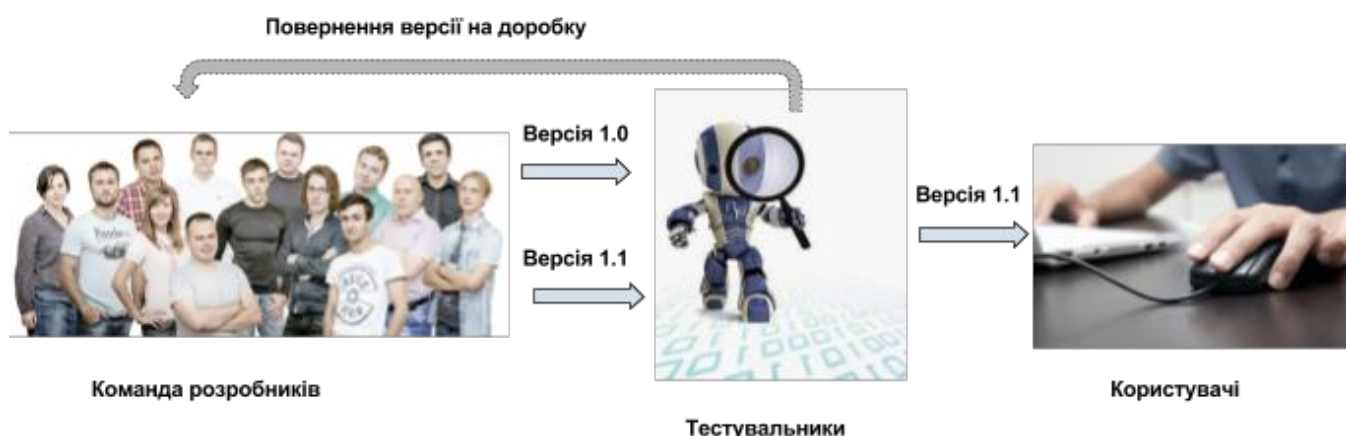 Повернення версії на доробку
Версія 1.0
Версія 1.1
Версія 1.1
Команда розробників
Користувачі
Тестувальники